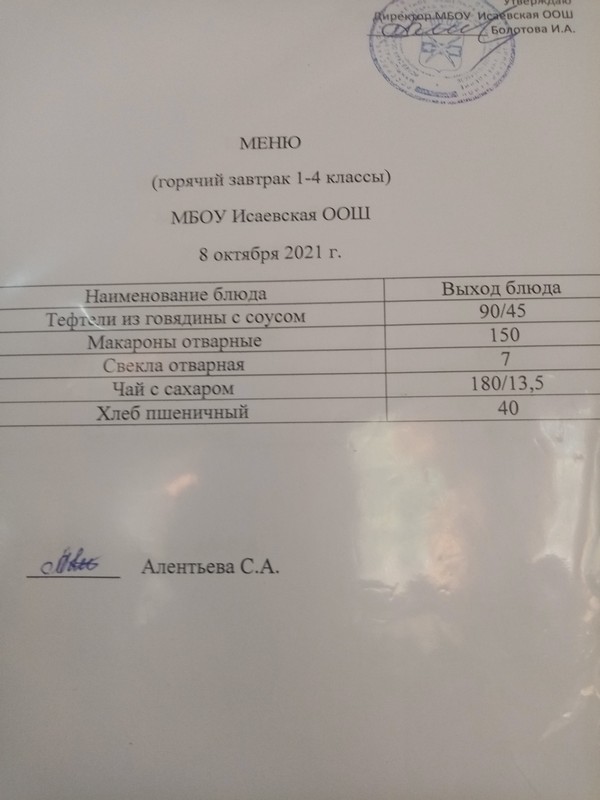 Утверждаю
Директор МБОУ Исаевская ООШ
Болотова И.А.
МЕНЮ
(горячий завтрак 1-4 классы)
МБОУ Исаевская ООШ
8 октября 2021 г.
Наименование блюда Выход блюда
Тефтели из говядины с соусом 90/45
Макароны отварные 150
Свекла отварная 7
Чай с сахаром 180/13,5
Хлеб пшеничный 40
Алентьева С.А.